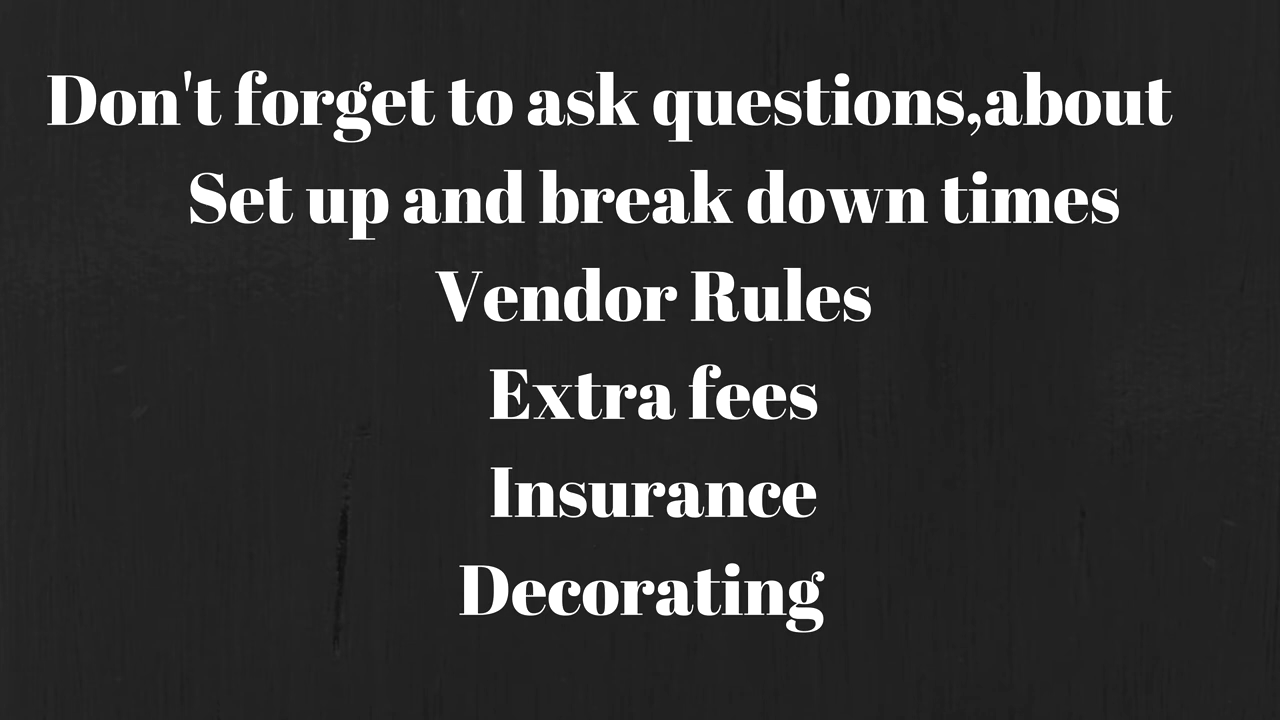 Don't forget to ask questions,about
Set up and break down times
Vendor Rules
Extra fees
Insurance
Decorating